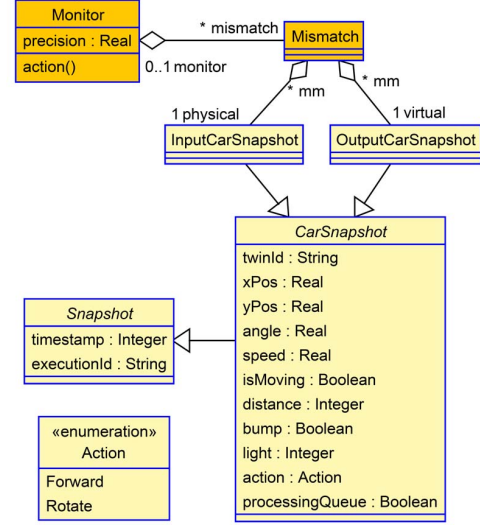 Monitor
precision : Real
action()
* mismatch
0..1 monitor
Mismatch
* mm
* mm
1 physical
1 virtual
InputCarSnapshot
OutputCarSnapshot
CarSnapshot
twinId : String
xPos : Real
yPos : Real
angle : Real
speed : Real
isMoving : Boolean
distance : Integer
bump : Boolean
light : Integer
action : Action
processingQueue : Boolean
Snapshot
timestamp : Integer
executionId : String
«enumeration»
Action
Forward
Rotate